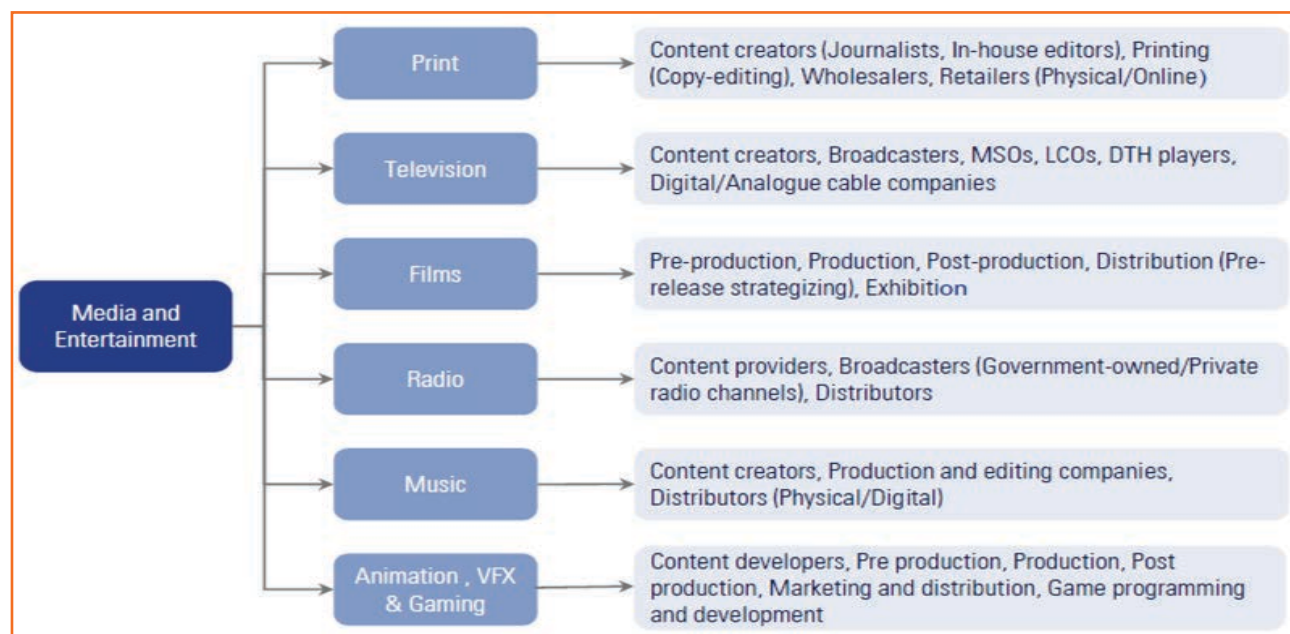 Print
Content creators (Journalists, In-house editors), Printing
(Copy-editing), Wholesalers, Retailers (Physical/Online)
Television
Content creators, Broadcasters, MSOs, LCOs, DTH players,
Digital/Analogue cable companies
Films
Pre-production, Production, Post-production, Distribution (Pre-
release strategizing), Exhibition
Media and
Entertainment
Radio
Content providers, Broadcasters (Government-owned/Private
radio channels), Distributors
Music
Content creators, Production and editing companies,
Distributors (Physical/Digital)
Animation , VFX
& Gaming
Content developers, Pre production, Production, Post
production, Marketing and distribution, Game programming
and development